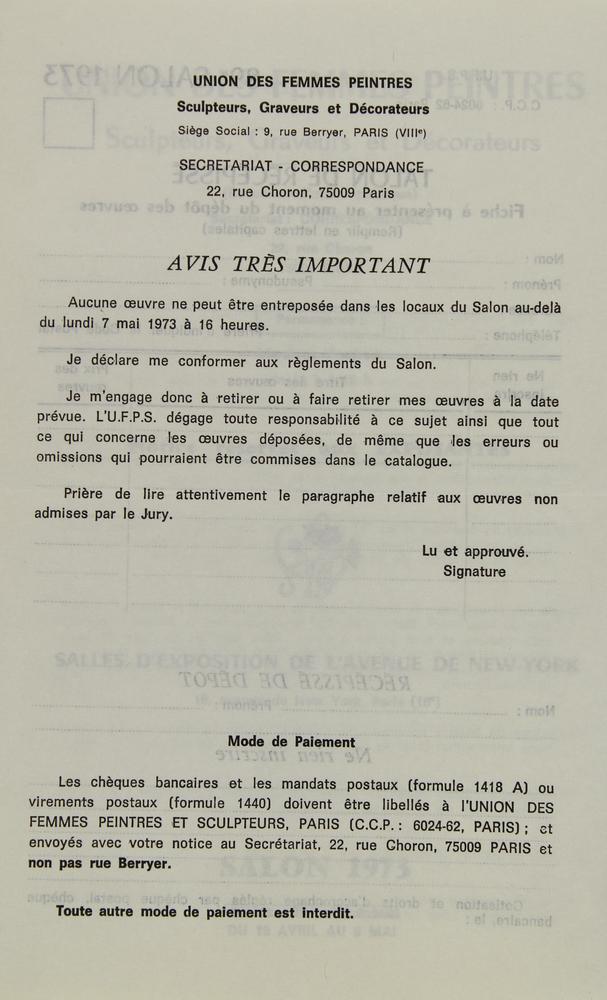 UNION DES FEMMES PEINTRES
Sculpteurs, Graveurs et Décorateurs
Siège Social : 9, rue Berryer, PARIS (VIIIᵉ)
SECRETARIAT - CORRESPONDANCE
22, rue Choron, 75009 Paris
AVIS TRÈS IMPORTANT
Aucune œuvre ne peut être entreposée dans les locaux du Salon au-delà
du lundi 7 mai 1973 à 16 heures.
Je déclare me conformer aux règlements du Salon.
Je m'engage donc à retirer ou à faire retirer mes œuvres à la date
prévue. L'U.F.P.S. dégage toute responsabilité à ce sujet ainsi que tout
ce qui concerne les œuvres déposées, de même que les erreurs ou
omissions qui pourraient être commises dans le catalogue.
Prière de lire attentivement le paragraphe relatif aux œuvres non
admises par le Jury.
Lu et approuvé.
Signature
Mode de Paiement
Les chèques bancaires et les mandats postaux (formule 1418 A) ou
virements postaux (formule 1440) doivent être libellés à l'UNION DES
FEMMES PEINTRES ET SCULPTEURS, PARIS (C.C.P. : 6024-62, PARIS) ; et
envoyés avec votre notice au Secrétariat, 22, rue Choron, 75009 PARIS et
non pas rue Berryer.
Toute autre mode de paiement est interdit.